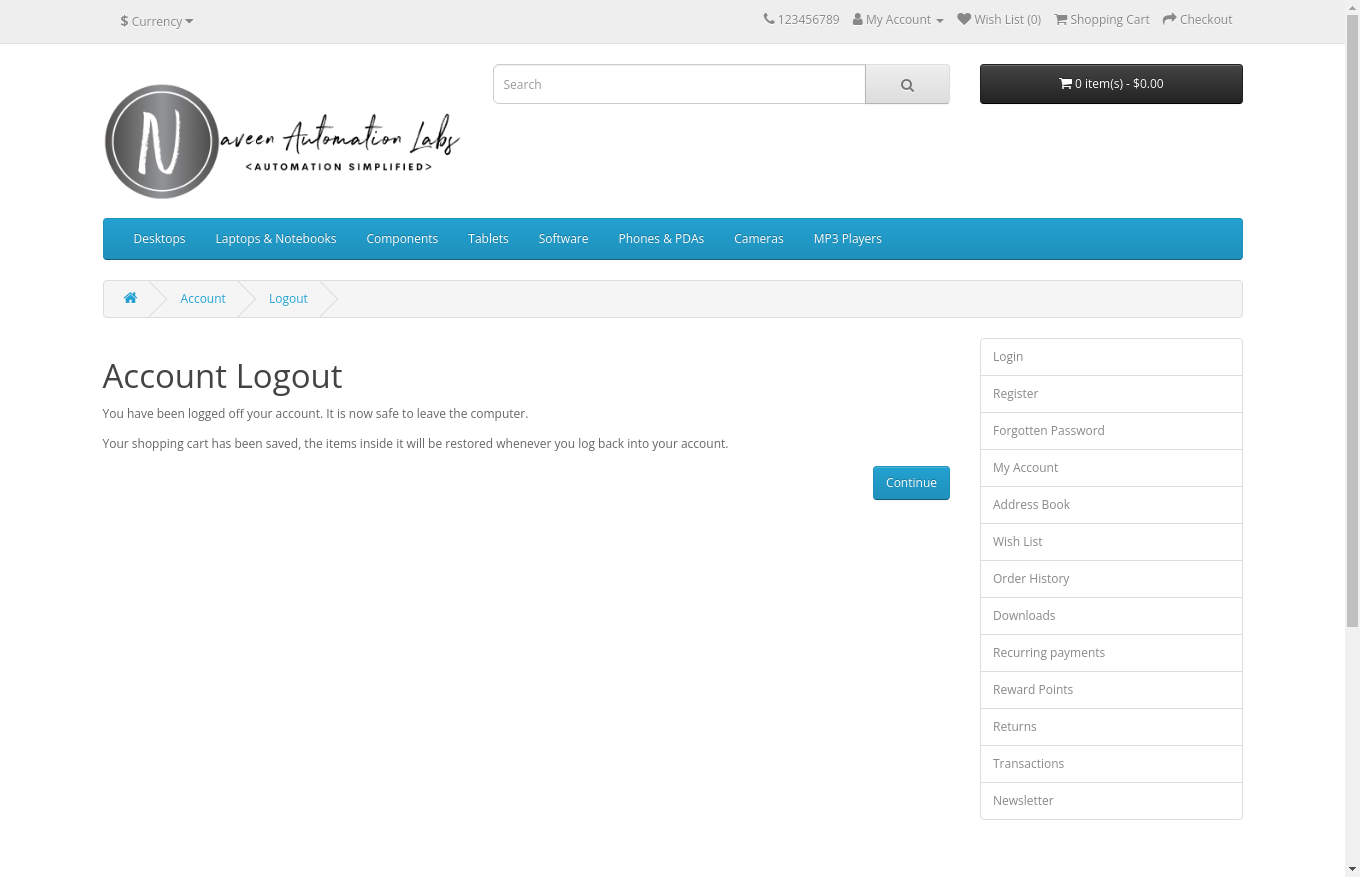 $ Currency
123456789 My Account Wish List (0) Shopping Cart Checkout
Search
0 item(s) - $0.00
Naveen Automation Labs
<AUTOMATION SIMPLIFIED>
Desktops Laptops & Notebooks Components Tablets Software Phones & PDAs Cameras MP3 Players
Account Logout
Account Logout
You have been logged off your account. It is now safe to leave the computer.
Your shopping cart has been saved, the items inside it will be restored whenever you log back into your account.
Continue
Login
Register
Forgotten Password
My Account
Address Book
Wish List
Order History
Downloads
Recurring payments
Reward Points
Returns
Transactions
Newsletter